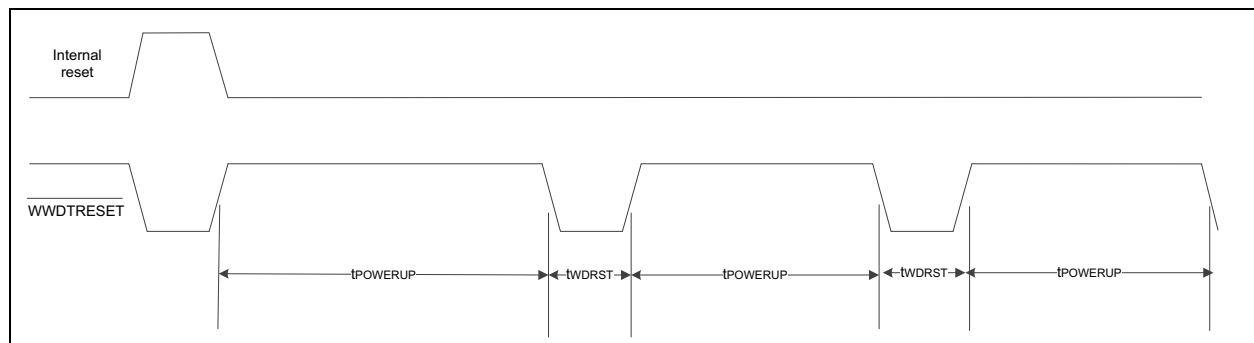 Internal
reset
WWDTRESET
tPOWERUP
tWDRST
tPOWERUP
tWDRST
tPOWERUP